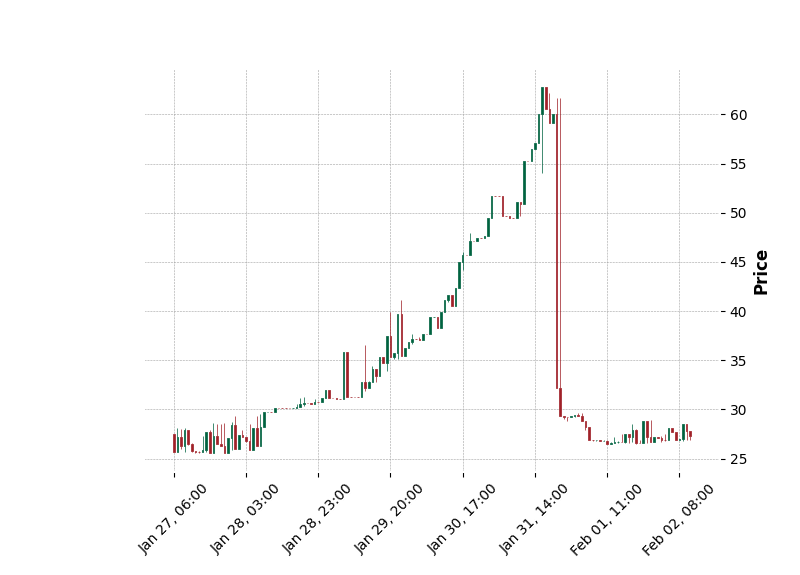 60
55
50
45
40
35
30
25
Price
Jan 27, 06:00
Jan 28, 03:00
Jan 28, 23:00
Jan 29, 20:00
Jan 30, 17:00
Jan 31, 14:00
Feb 01, 11:00
Feb 02, 08:00